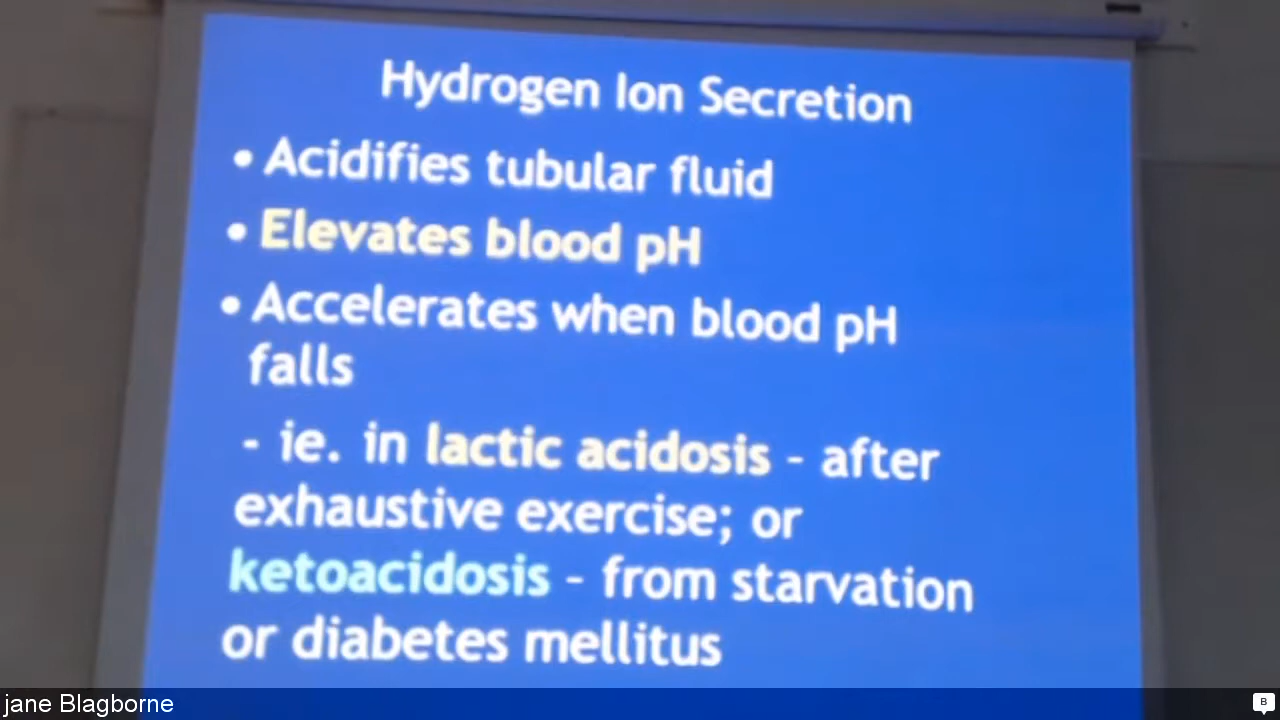 Hydrogen Ion Secretion
• Acidifies tubular fluid
• Elevates blood pH
• Accelerates when blood pH
falls
- ie. in lactic acidosis - after
exhaustive exercise; or
ketoacidosis - from starvation
or diabetes mellitus
jane Blagborne
B